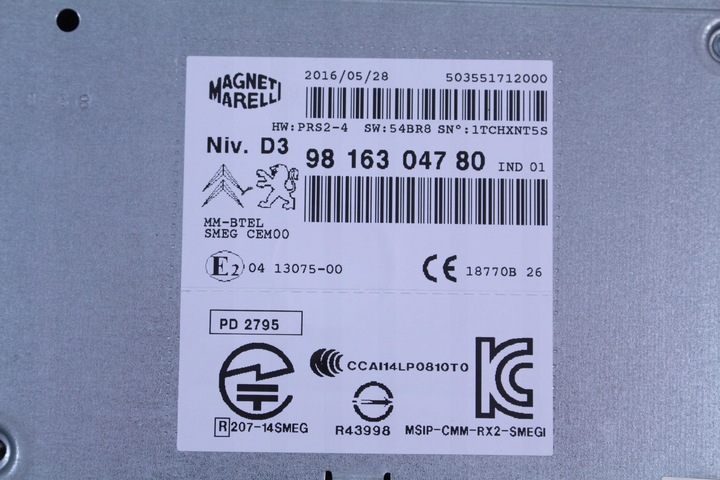 MAGNETI
MARELLI
2016/05/28 503551712000
HW:PRS2-4 SW:54BR8 SN°:1TCHXNT5S
Niv. D3 98 163 047 80 IND 01
MM-BTEL
SMEG CEM00
E2 04 13075-00 CE 18770B 26
PD 2795
CCAI14LP0810T0
R 207-14SMEG
R43998
KC
MSIP-CMM-RX2-SMEGI